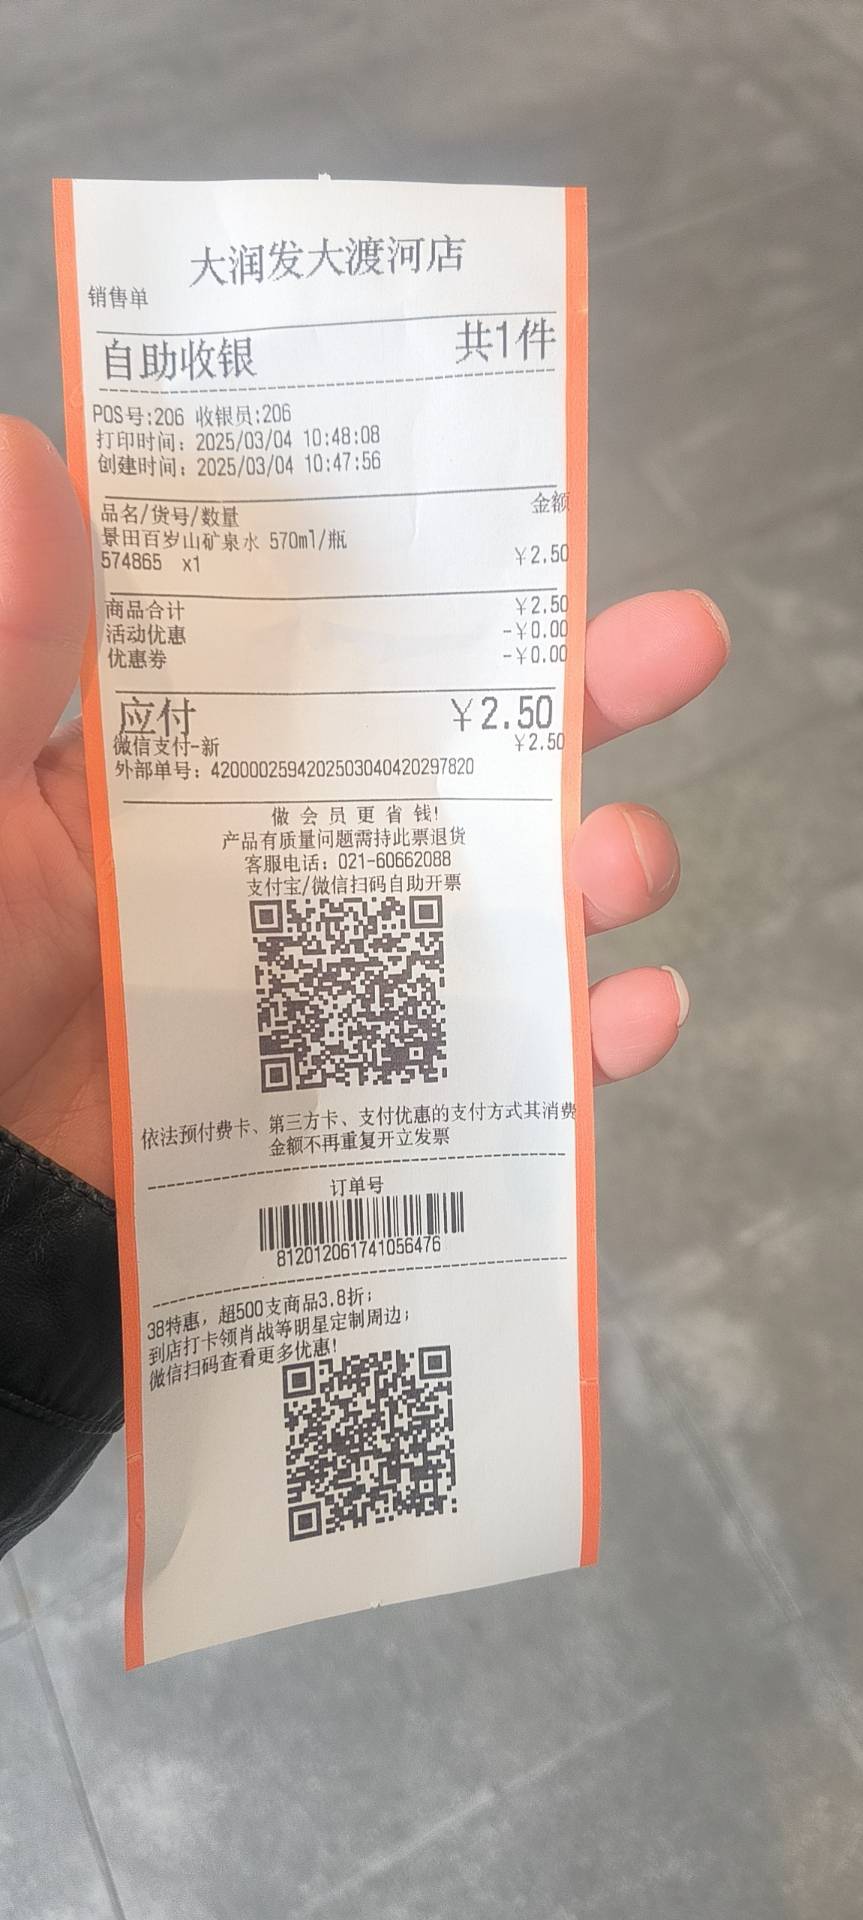 大润发大渡河店
销售单
自助收银 共1件
POS号:206 收银员:206
打印时间: 2025/03/04 10:48:08
创建时间: 2025/03/04 10:47:56
品名/货号/数量 金额
景田百岁山矿泉水 570ml/瓶
574865 x1 ¥2.50
商品合计 ¥2.50
活动优惠 -¥0.00
优惠券 -¥0.00
应付 ¥2.50
微信支付-新 ¥2.50
外部单号: 4200002594202503040420297820
做 会 员 更 省 钱!
产品有质量问题需持此票退货
客服电话: 021-60662088
支付宝/微信扫码自助开票
依法预付费卡、第三方卡、支付优惠的支付方式其消费
金额不再重复开立发票
订单号
812012061741056476
38特惠，超500支商品3.8折;
到店打卡领肖战等明星定制周边;
微信扫码查看更多优惠!